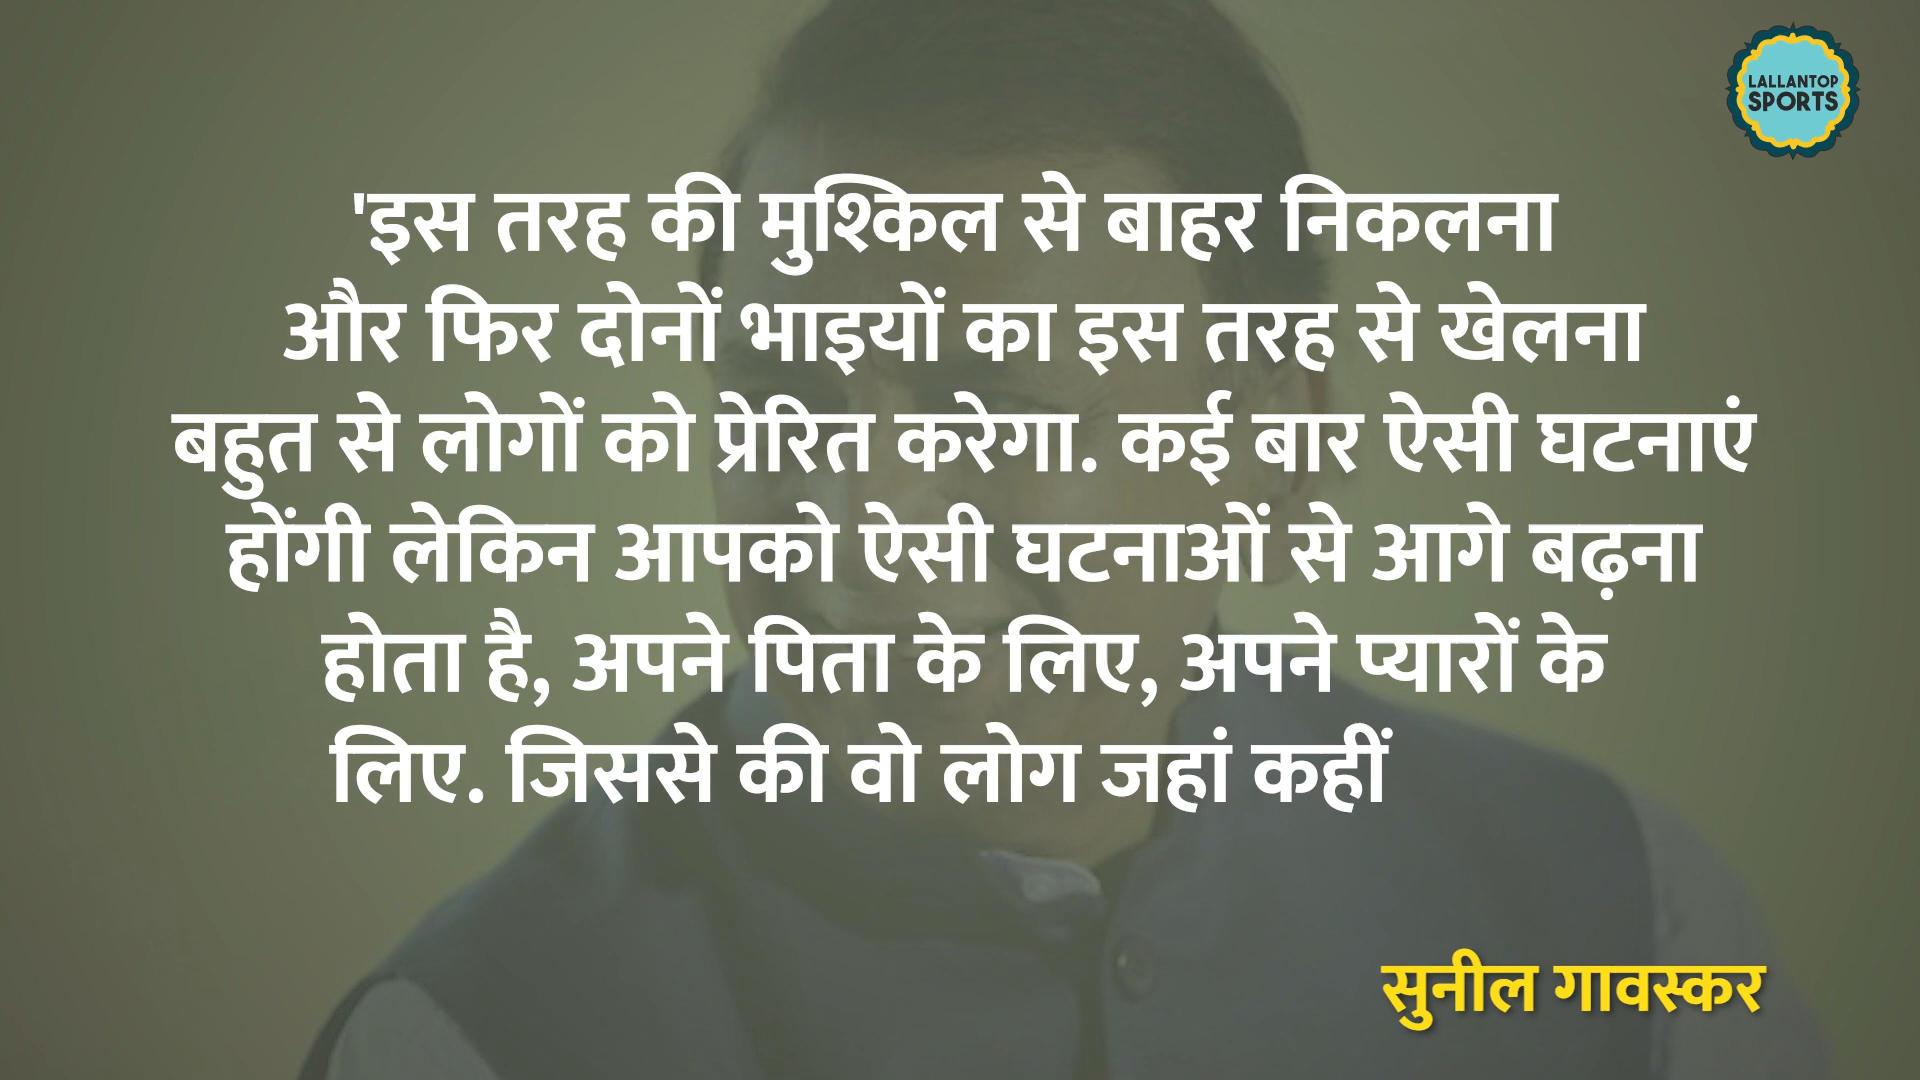 LALLANTOP
SPORTS
'इस तरह की मुश्किल से बाहर निकलना
और फिर दोनों भाइयों का इस तरह से खेलना
बहुत से लोगों को प्रेरित करेगा. कई बार ऐसी घटनाएं
होंगी लेकिन आपको ऐसी घटनाओं से आगे बढ़ना
होता है, अपने पिता के लिए, अपने प्यारों के
लिए. जिससे की वो लोग जहां कहीं
सुनील गावस्कर